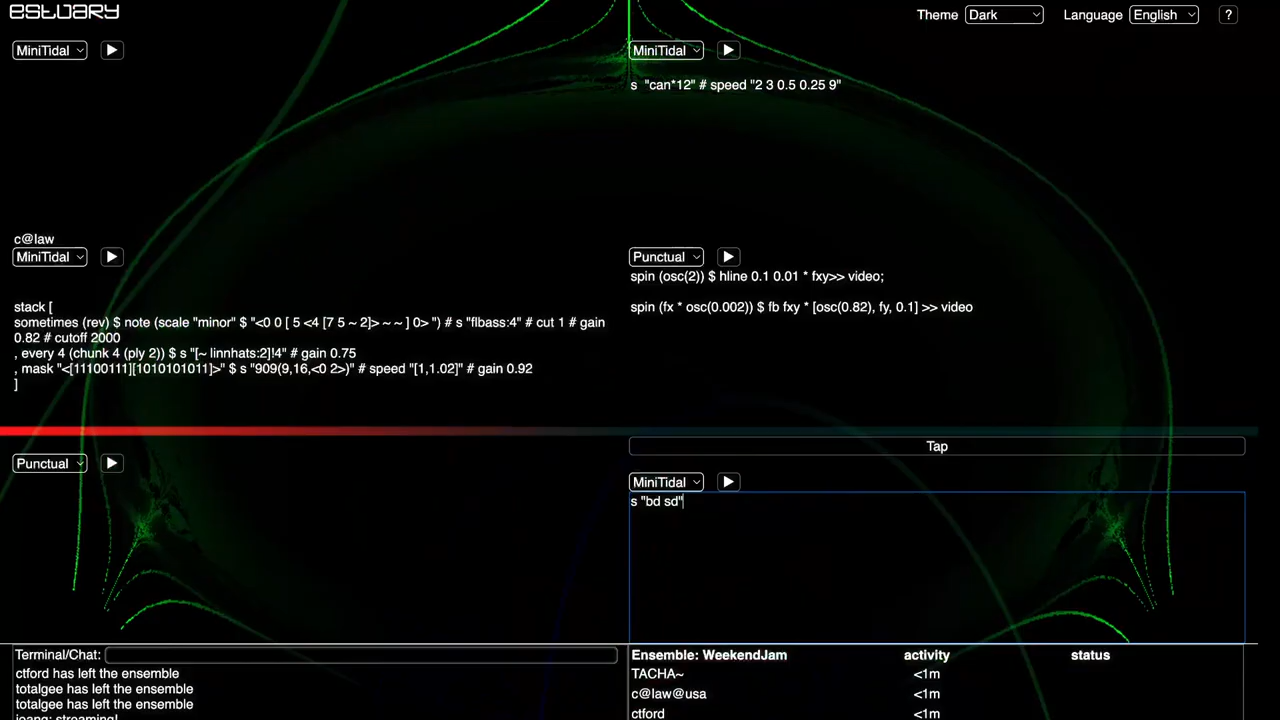 estuary
Theme Dark Language English ?
MiniTidal
MiniTidal
s "can*12" # speed "2 3 0.5 0.25 9"
c@law
MiniTidal
stack [
sometimes (rev) $ note (scale "minor" $ "<0 0 [ 5 <4 [7 5 ~ 2]> ~ ~ ] 0> ") # s "flbass:4" # cut 1 # gain
0.82 # cutoff 2000
, every 4 (chunk 4 (ply 2)) $ s "[~ linnhats:2]!4" # gain 0.75
, mask "<[11100111][1010101011]>" $ s "909(9,16,<0 2>)" # speed "[1,1.02]" # gain 0.92
]
Punctual
spin (osc(2)) $ hline 0.1 0.01 * fxy>> video;
spin (fx * osc(0.002)) $ fb fxy * [osc(0.82), fy, 0.1] >> video
Punctual
Tap
MiniTidal
s "bd sd"
Terminal/Chat:
ctford has left the ensemble
totalgee has left the ensemble
totalgee has left the ensemble
joang: streaming!
Ensemble: WeekendJam activity status
TACHA~ <1m
c@law@usa <1m
ctford <1m